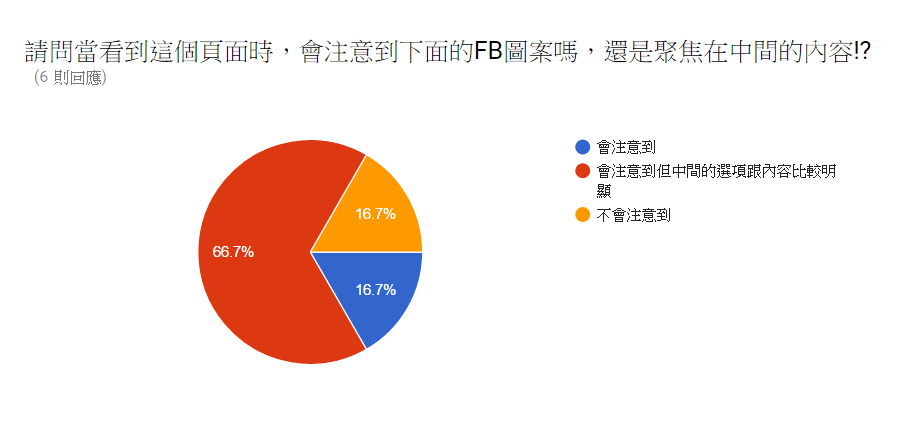 請問當看到這個頁面時，會注意到下面的FB圖案嗎，還是聚焦在中間的內容!?
(6 則回應)
會注意到
會注意到但中間的選項跟內容比較明
顯
不會注意到
16.7%
66.7%
16.7%